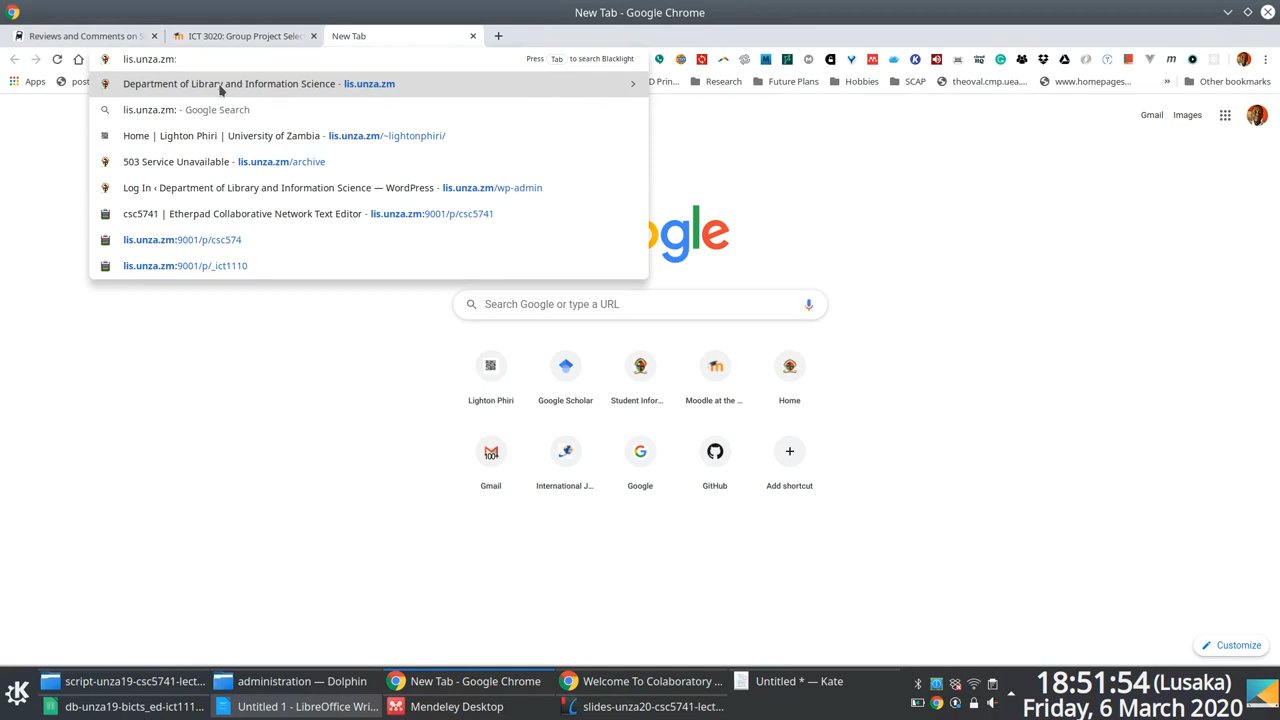 New Tab - Google Chrome
Reviews and Comments on S
ICT 3020: Group Project Selec
New Tab
lis.unza.zm:
Press Tab to search Blacklight
Apps
post
Department of Library and Information Science - lis.unza.zm
D Prin...
Research
Future Plans
Hobbies
SCAP
theoval.cmp.uea....
www.homepages...
»
Other bookmarks
lis.unza.zm: - Google Search
Gmail
Images
Home | Lighton Phiri | University of Zambia - lis.unza.zm/~lightonphiri/
503 Service Unavailable - lis.unza.zm/archive
Log In ‹ Department of Library and Information Science — WordPress - lis.unza.zm/wp-admin
csc5741 | Etherpad Collaborative Network Text Editor - lis.unza.zm:9001/p/csc5741
lis.unza.zm:9001/p/csc574
lis.unza.zm:9001/p/_ict1110
ogle
Search Google or type a URL
Lighton Phiri
Google Scholar
Student Infor...
Moodle at the ...
Home
Gmail
International J...
Google
GitHub
Add shortcut
Customize
script-unza19-csc5741-lect...
administration — Dolphin
New Tab - Google Chrome
Welcome To Colaboratory ...
Untitled * — Kate
db-unza19-bicts_ed-ict111...
Untitled 1 - LibreOffice Wri...
Mendeley Desktop
slides-unza20-csc5741-lect...
18:51:54 (Lusaka)
Friday, 6 March 2020